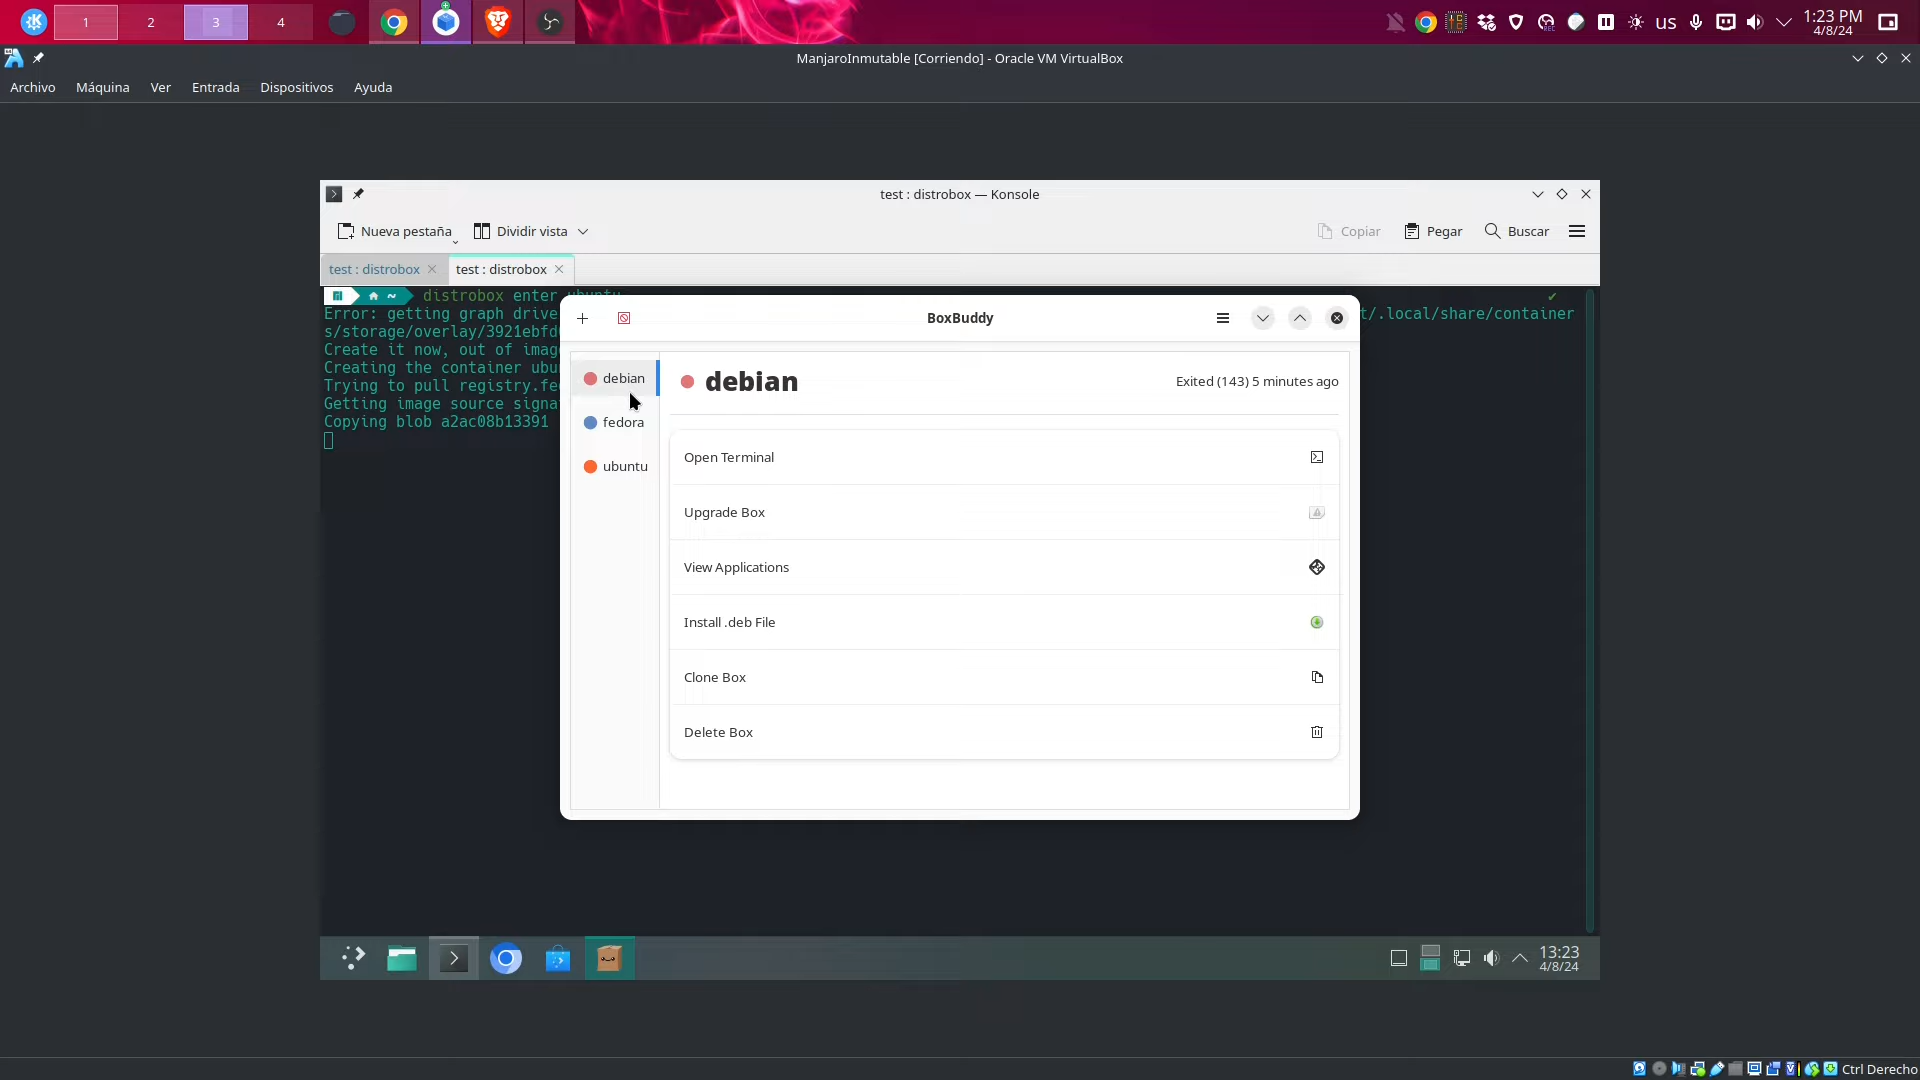 1
2
3
4
us
1:23 PM
4/8/24
ManjaroInmutable [Corriendo] - Oracle VM VirtualBox
Archivo
Máquina
Ver
Entrada
Dispositivos
Ayuda
test : distrobox — Konsole
Nueva pestaña
Dividir vista
Copiar
Pegar
Buscar
test : distrobox
test : distrobox
~ distrobox enter ubuntu
Error: getting graph drive
t/.local/share/container
s/storage/overlay/3921ebfd
Create it now, out of imag
Creating the container ubu
Trying to pull registry.fe
Getting image source signa
Copying blob a2ac08b13391
BoxBuddy
debian
fedora
ubuntu
debian
Exited (143) 5 minutes ago
Open Terminal
Upgrade Box
View Applications
Install .deb File
Clone Box
Delete Box
13:23
4/8/24
Ctrl Derecho